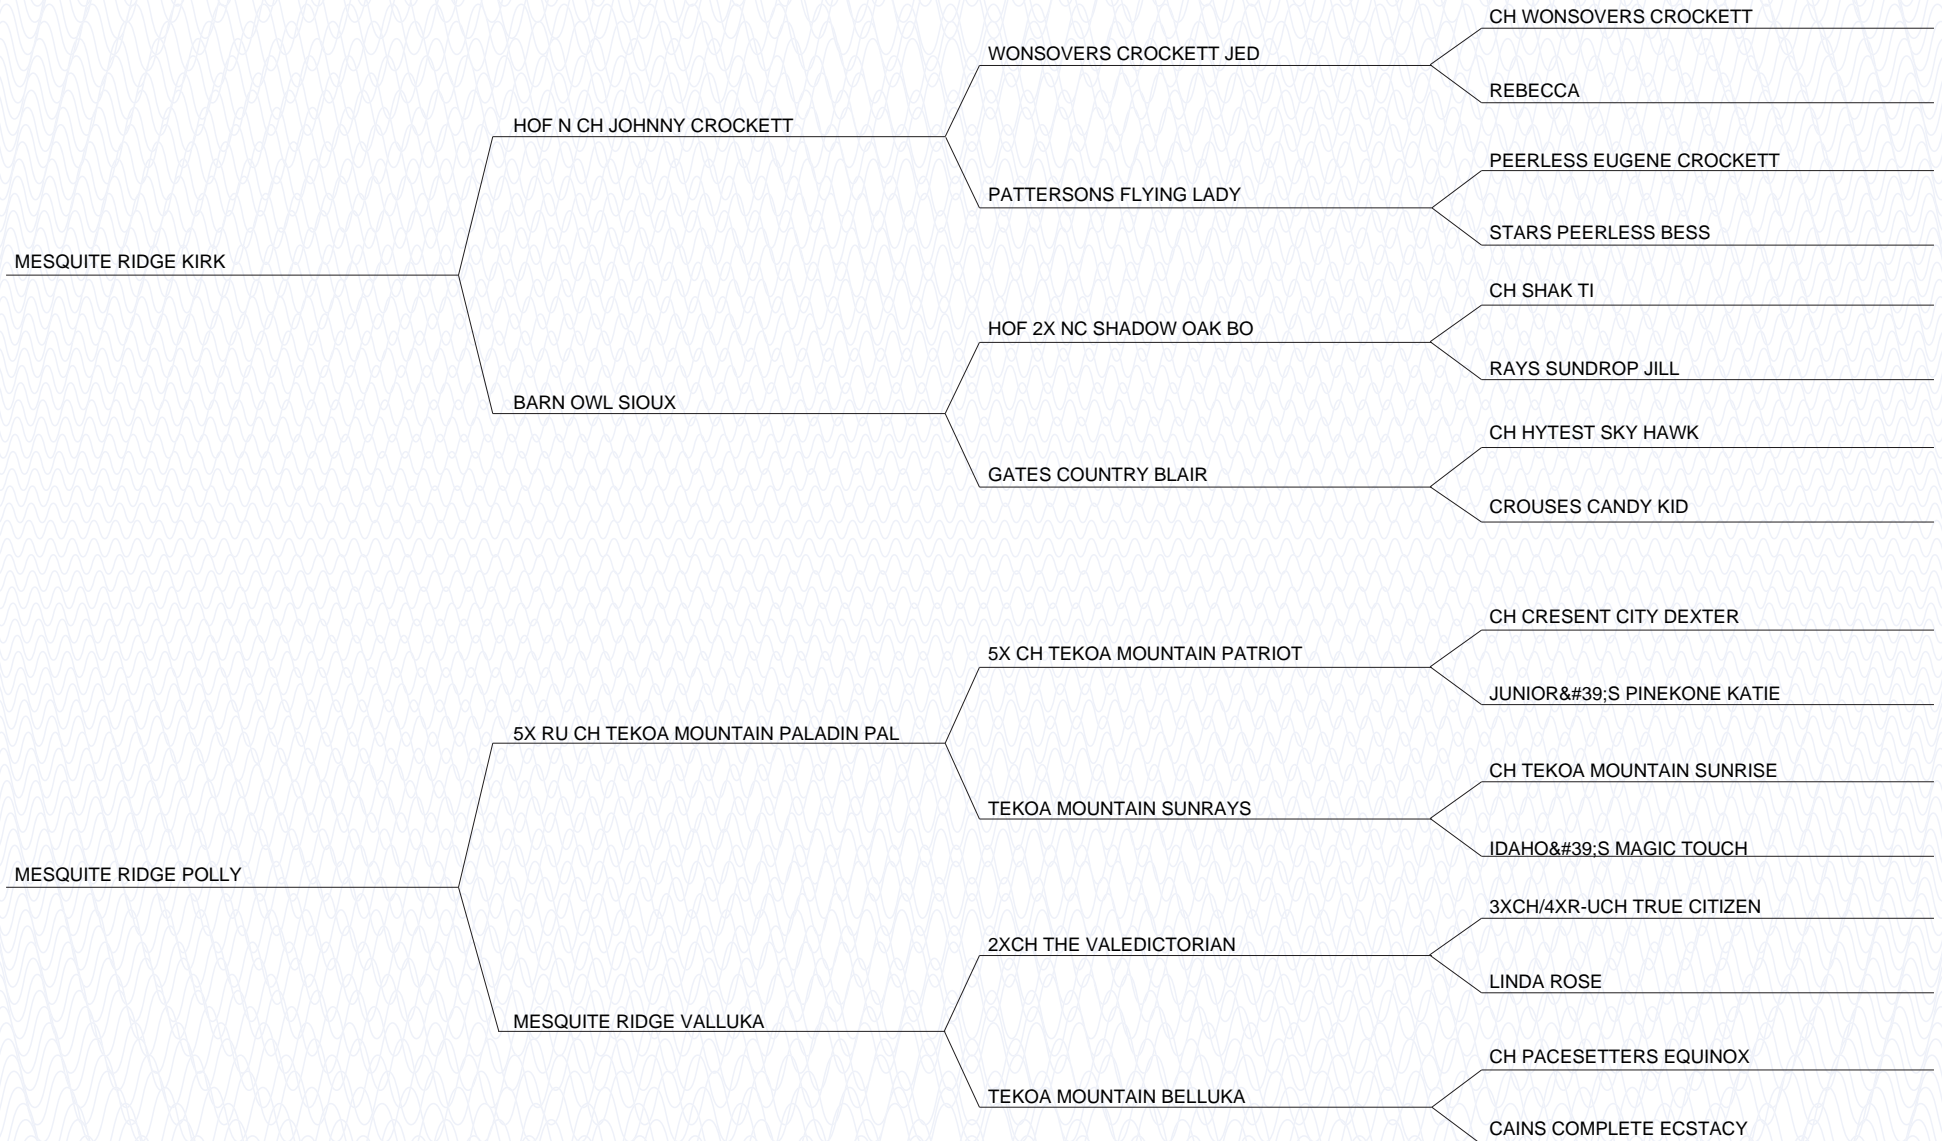 CH WONSOVERS CROCKETT
WONSOVERS CROCKETT JED
REBECCA
HOF N CH JOHNNY CROCKETT
PEERLESS EUGENE CROCKETT
PATTERSONS FLYING LADY
STARS PEERLESS BESS
MESQUITE RIDGE KIRK
CH SHAK TI
HOF 2X NC SHADOW OAK BO
RAYS SUNDROP JILL
BARN OWL SIOUX
CH HYTEST SKY HAWK
GATES COUNTRY BLAIR
CROUSES CANDY KID
CH CRESENT CITY DEXTER
5X CH TEKOA MOUNTAIN PATRIOT
JUNIOR&#39;S PINEKONE KATIE
5X RU CH TEKOA MOUNTAIN PALADIN PAL
CH TEKOA MOUNTAIN SUNRISE
TEKOA MOUNTAIN SUNRAYS
IDAHO&#39;S MAGIC TOUCH
MESQUITE RIDGE POLLY
3XCH/4XR-UCH TRUE CITIZEN
2XCH THE VALEDICTORIAN
LINDA ROSE
MESQUITE RIDGE VALLUKA
CH PACESETTERS EQUINOX
TEKOA MOUNTAIN BELLUKA
CAINS COMPLETE ECSTACY